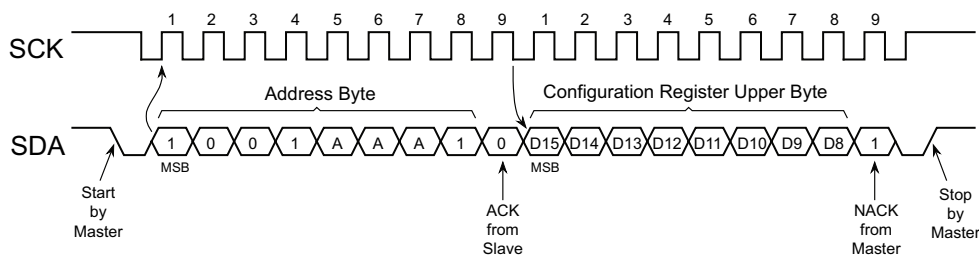 1 2 3 4 5 6 7 8 9 1 2 3 4 5 6 7 8 9
SCK
Address Byte
Configuration Register Upper Byte
SDA
1 0 0 1 A A A 1 0 D15 D14 D13 D12 D11 D10 D9 D8 1
MSB
MSB
Start
by
Master
ACK
from
Slave
NACK
from
Master
Stop
by
Master